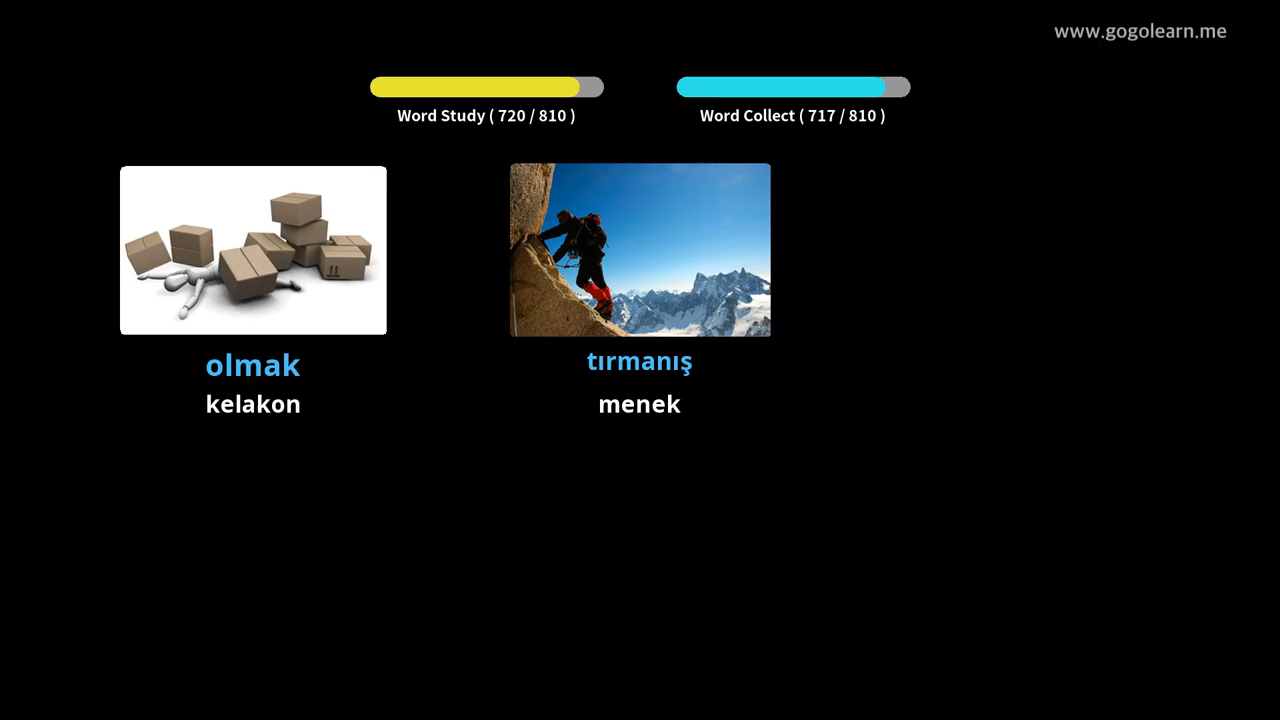 www.gogolearn.me
Word Study ( 720 / 810 )
Word Collect ( 717 / 810 )
olmak
kelakon
tırmanış
menek